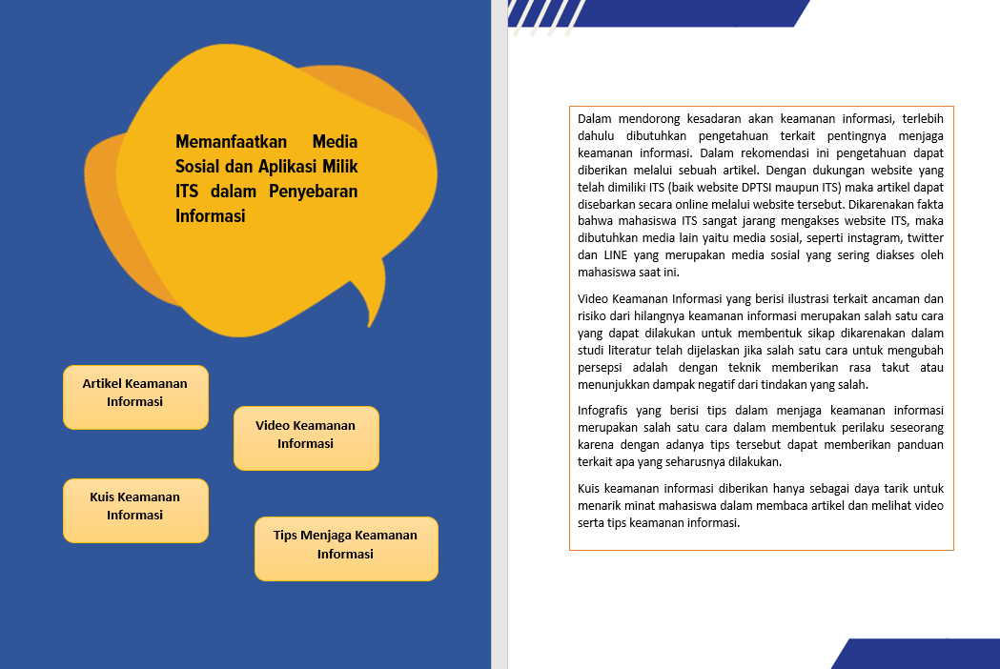 Memanfaatkan Media
Sosial dan Aplikasi Milik
ITS dalam Penyebaran
Informasi
Artikel Keamanan
Informasi
Video Keamanan
Informasi
Kuis Keamanan
Informasi
Tips Menjaga Keamanan
Informasi
Dalam mendorong kesadaran akan keamanan informasi, terlebih
dahulu dibutuhkan pengetahuan terkait pentingnya menjaga
keamanan informasi. Dalam rekomendasi ini pengetahuan dapat
diberikan melalui sebuah artikel. Dengan dukungan website yang
telah dimiliki ITS (baik website DPTSI maupun ITS) maka artikel dapat
disebarkan secara online melalui website tersebut. Dikarenakan fakta
bahwa mahasiswa ITS sangat jarang mengakses website ITS, maka
dibutuhkan media lain yaitu media sosial, seperti instagram, twitter
dan LINE yang merupakan media sosial yang sering diakses oleh
mahasiswa saat ini.
Video Keamanan Informasi yang berisi ilustrasi terkait ancaman dan
risiko dari hilangnya keamanan informasi merupakan salah satu cara
yang dapat dilakukan untuk membentuk sikap dikarenakan dalam
studi literatur telah dijelaskan jika salah satu cara untuk mengubah
persepsi adalah dengan teknik memberikan rasa takut atau
menunjukkan dampak negatif dari tindakan yang salah.
Infografis yang berisi tips dalam menjaga keamanan informasi
merupakan salah satu cara dalam membentuk perilaku seseorang
karena dengan adanya tips tersebut dapat memberikan panduan
terkait apa yang seharusnya dilakukan.
Kuis keamanan informasi diberikan hanya sebagai daya tarik untuk
menarik minat mahasiswa dalam membaca artikel dan melihat video
serta tips keamanan informasi.